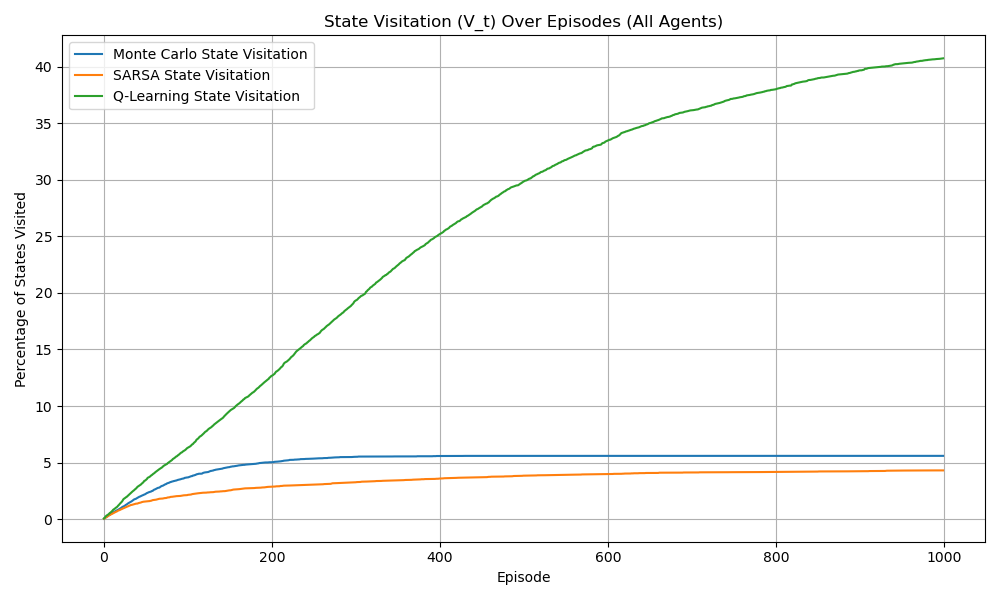 State Visitation (V_t) Over Episodes (All Agents)
Monte Carlo State Visitation
SARSA State Visitation
Q-Learning State Visitation
Percentage of States Visited
40
35
30
25
20
15
10
5
0
0 200 400 600 800 1000
Episode